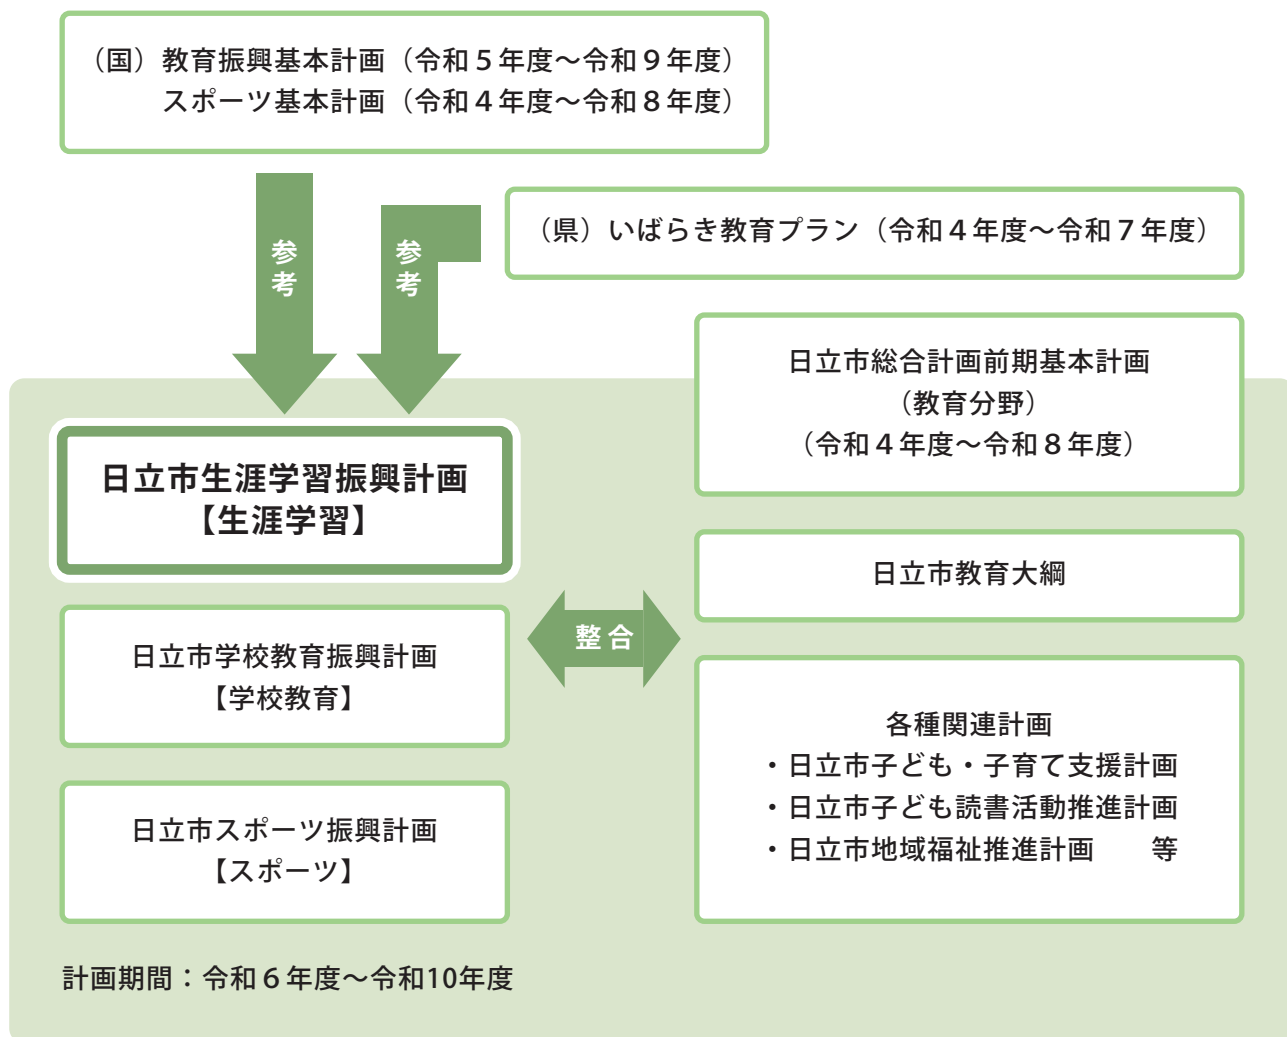 （国）教育振興基本計画（令和５年度～令和９年度）
スポーツ基本計画（令和４年度～令和８年度）
参考
参考
（県）いばらき教育プラン（令和４年度～令和７年度）
日立市総合計画前期基本計画
（教育分野）
（令和４年度～令和８年度）
日立市生涯学習振興計画
【生涯学習】
日立市教育大綱
整合
日立市学校教育振興計画
【学校教育】
各種関連計画
・日立市子ども・子育て支援計画
・日立市子ども読書活動推進計画
・日立市地域福祉推進計画　　等
日立市スポーツ振興計画
【スポーツ】
計画期間：令和６年度～令和10年度